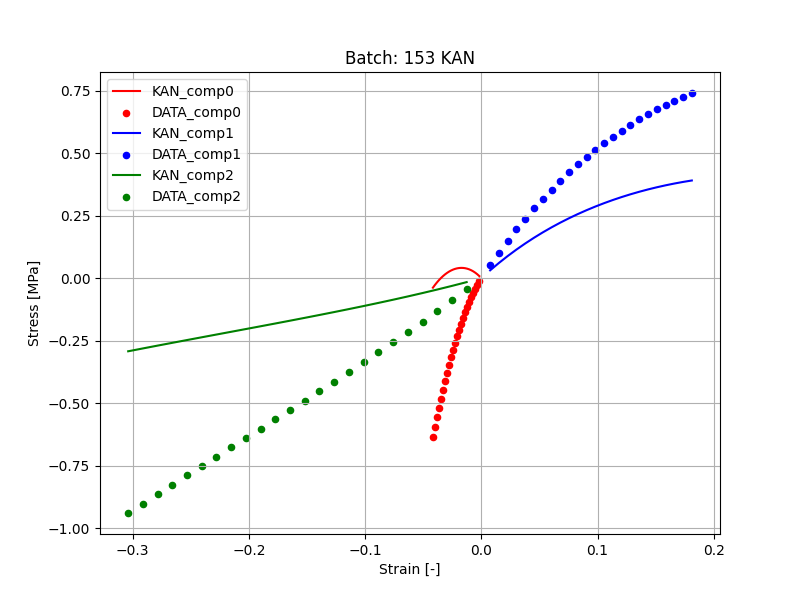 Batch: 153 KAN
KAN_comp0
DATA_comp0
KAN_comp1
DATA_comp1
KAN_comp2
DATA_comp2
0.75
0.50
0.25
0.00
−0.25
−0.50
−0.75
−1.00
Stress [MPa]
−0.3
−0.2
−0.1
0.0
0.1
0.2
Strain [-]